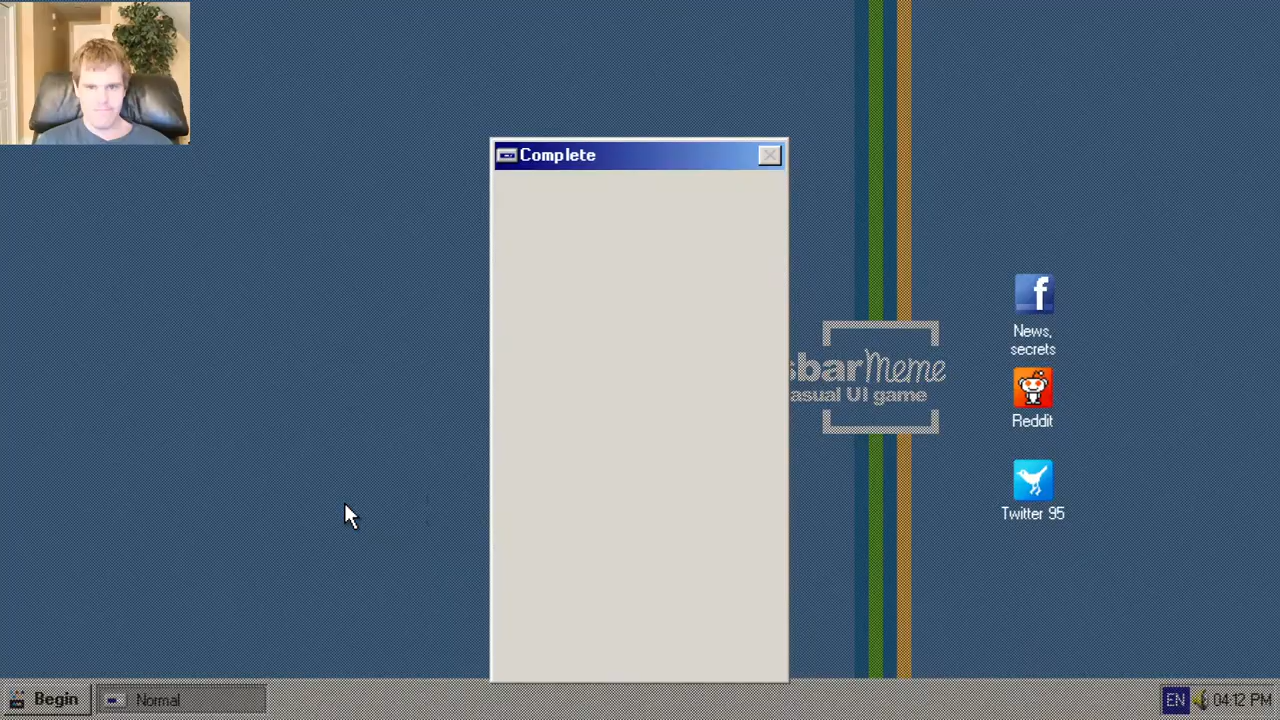 Complete
sbarMeme
asual UI game
News,
secrets
Reddit
Twitter 95
Begin
Normal
EN
04:12 PM